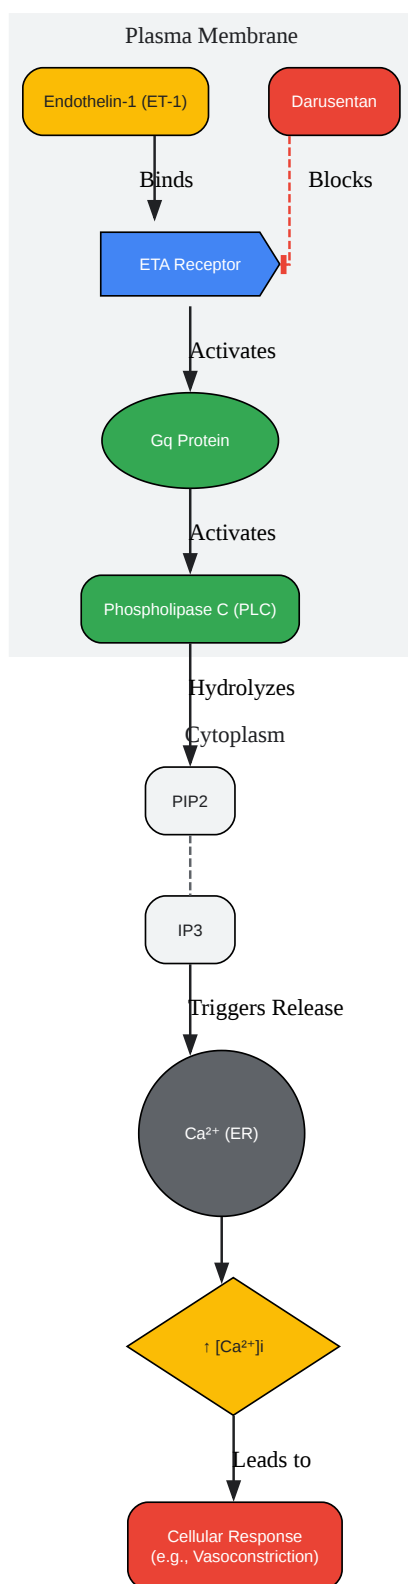 Plasma Membrane
Endothelin-1 (ET-1)
Darusentan
Binds
Blocks
ETA Receptor
Activates
Gq Protein
Activates
Phospholipase C (PLC)
Hydrolyzes
Cytoplasm
PIP2
IP3
Triggers Release
Ca²⁺ (ER)
↑ [Ca²⁺]i
Leads to
Cellular Response
(e.g., Vasoconstriction)